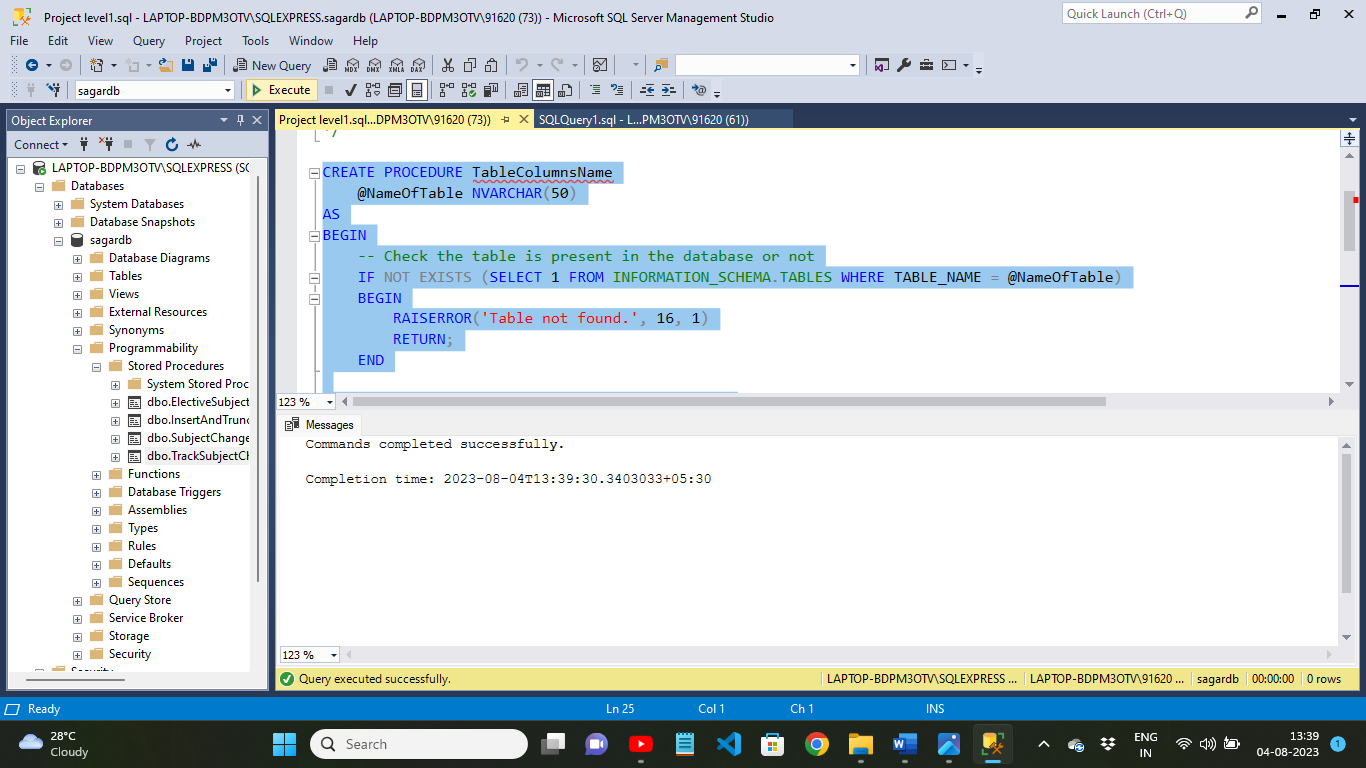 Project level1.sql - LAPTOP-BDPM3OTV\SQLEXPRESS.sagardb (LAPTOP-BDPM3OTV\91620 (73)) - Microsoft SQL Server Management Studio
Quick Launch (Ctrl+Q)
File Edit View Query Project Tools Window Help
New Query MDX DMX XMLA DAX
sagardb Execute
Object Explorer
Project level1.sql...DPM3OTV\91620 (73)) SQLQuery1.sql - L...PM3OTV\91620 (61))
Connect
LAPTOP-BDPM3OTV\SQLEXPRESS (SC
Databases
System Databases
Database Snapshots
sagardb
Database Diagrams
Tables
Views
External Resources
Synonyms
Programmability
Stored Procedures
System Stored Proc
dbo.ElectiveSubject
dbo.InsertAndTrunc
dbo.SubjectChange
dbo.TrackSubjectCh
Functions
Database Triggers
Assemblies
Types
Rules
Defaults
Sequences
Query Store
Service Broker
Storage
Security
Security
*/
CREATE PROCEDURE TableColumnsName
@NameOfTable NVARCHAR(50)
AS
BEGIN
-- Check the table is present in the database or not
IF NOT EXISTS (SELECT 1 FROM INFORMATION_SCHEMA.TABLES WHERE TABLE_NAME = @NameOfTable)
BEGIN
RAISERROR('Table not found.', 16, 1)
RETURN;
END
123 %
Messages
Commands completed successfully.
Completion time: 2023-08-04T13:39:30.3403033+05:30
123 %
Query executed successfully. LAPTOP-BDPM3OTV\SQLEXPRESS ... LAPTOP-BDPM3OTV\91620 ... sagardb 00:00:00 0 rows
Ready Ln 25 Col 1 Ch 1 INS
28°C
Cloudy
Search
ENG
IN
13:39
04-08-2023
1